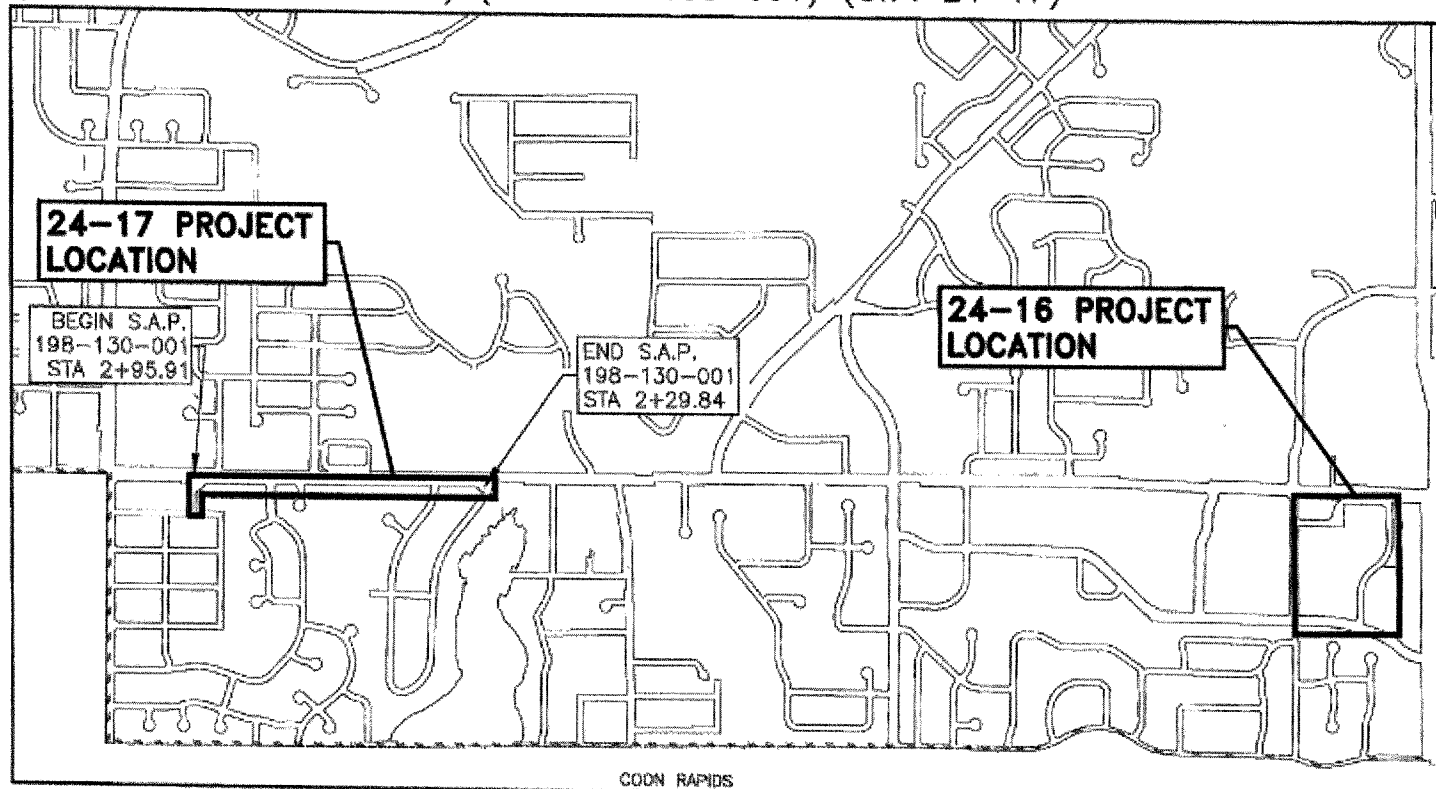 24-17 PROJECT
LOCATION
BEGIN S.A.P.
198-130-001
STA 2+95.91
END S.A.P.
198-130-001
STA 2+29.84
24-16 PROJECT
LOCATION
COON RAPIDS